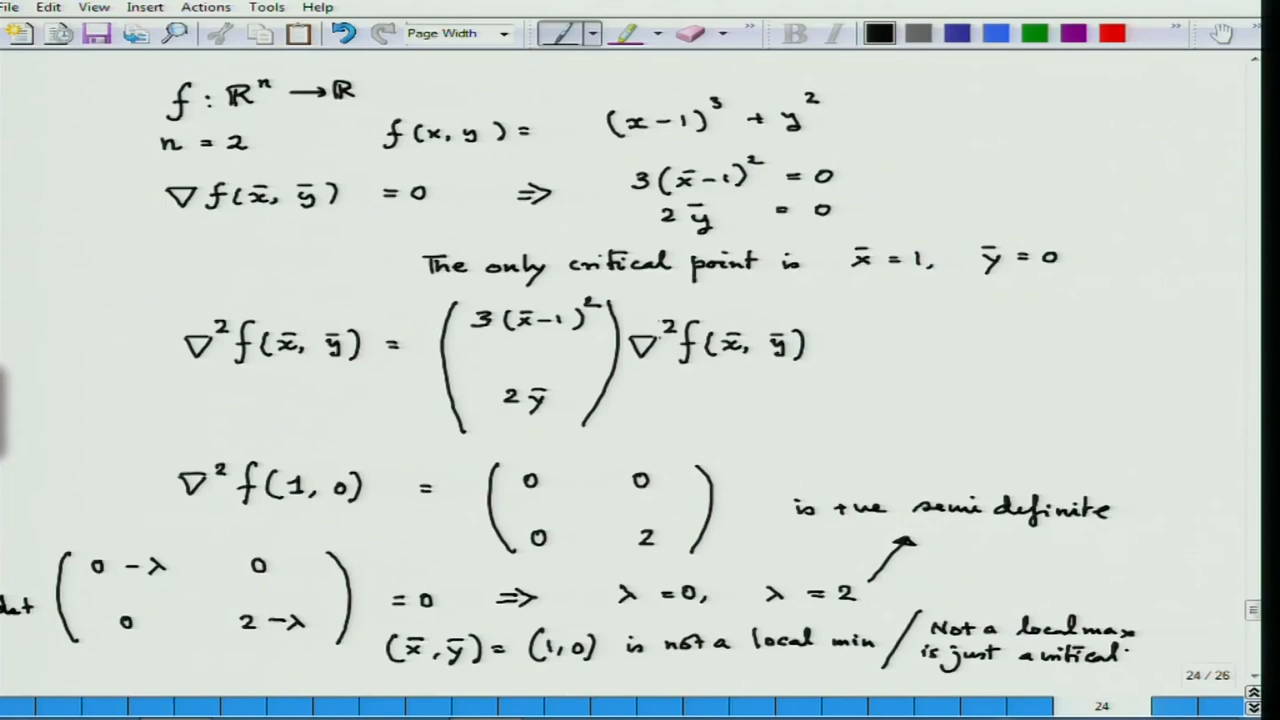 File Edit View Insert Actions Tools Help
Page Width
f : ℝⁿ → ℝ
n = 2 f(x, y) = (x-1)³ + y²
∇f(x̄, ȳ) = 0 ⇒ 3(x̄-1)² = 0
2ȳ = 0
The only critical point is x̄ = 1, ȳ = 0
∇²f(x̄, ȳ) = ( 3(x̄-1)² ) ∇²f(x̄, ȳ)
2ȳ
∇²f(1, 0) = ( 0 0
0 2 ) is +ve semi definite
det ( 0-λ 0
0 2-λ ) = 0 ⇒ λ = 0, λ = 2
(x̄, ȳ) = (1, 0) is not a local min / Not a local max
is just a critical.
24 / 26
24